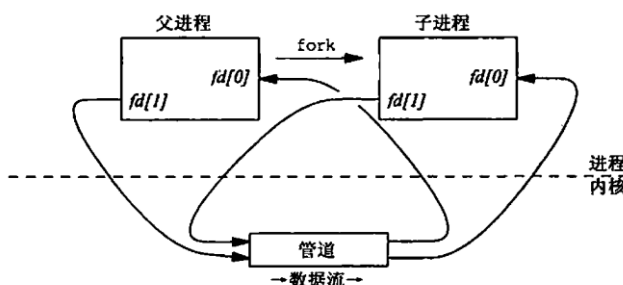 父进程
子进程
fork
fd[0]
fd[0]
fd[1]
fd[1]
进程
内核
管道
→数据流→